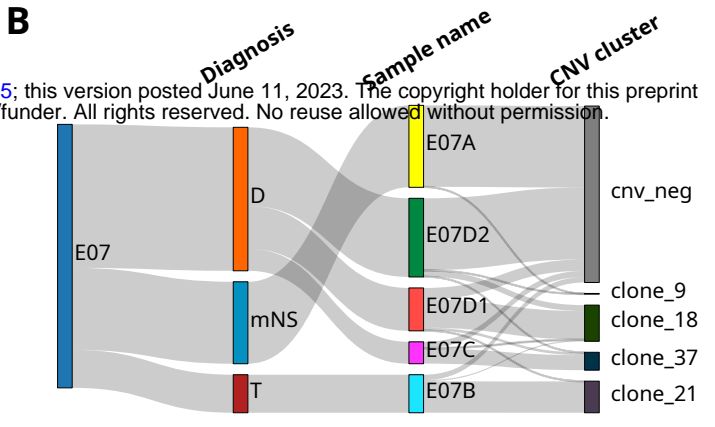 B
Diagnosis
Sample name
CNV cluster
5; this version posted June 11, 2023. The copyright holder for this preprint
/funder. All rights reserved. No reuse allowed without permission.
E07
D
mNS
T
E07A
E07D2
E07D1
E07C
E07B
cnv_neg
clone_9
clone_18
clone_37
clone_21